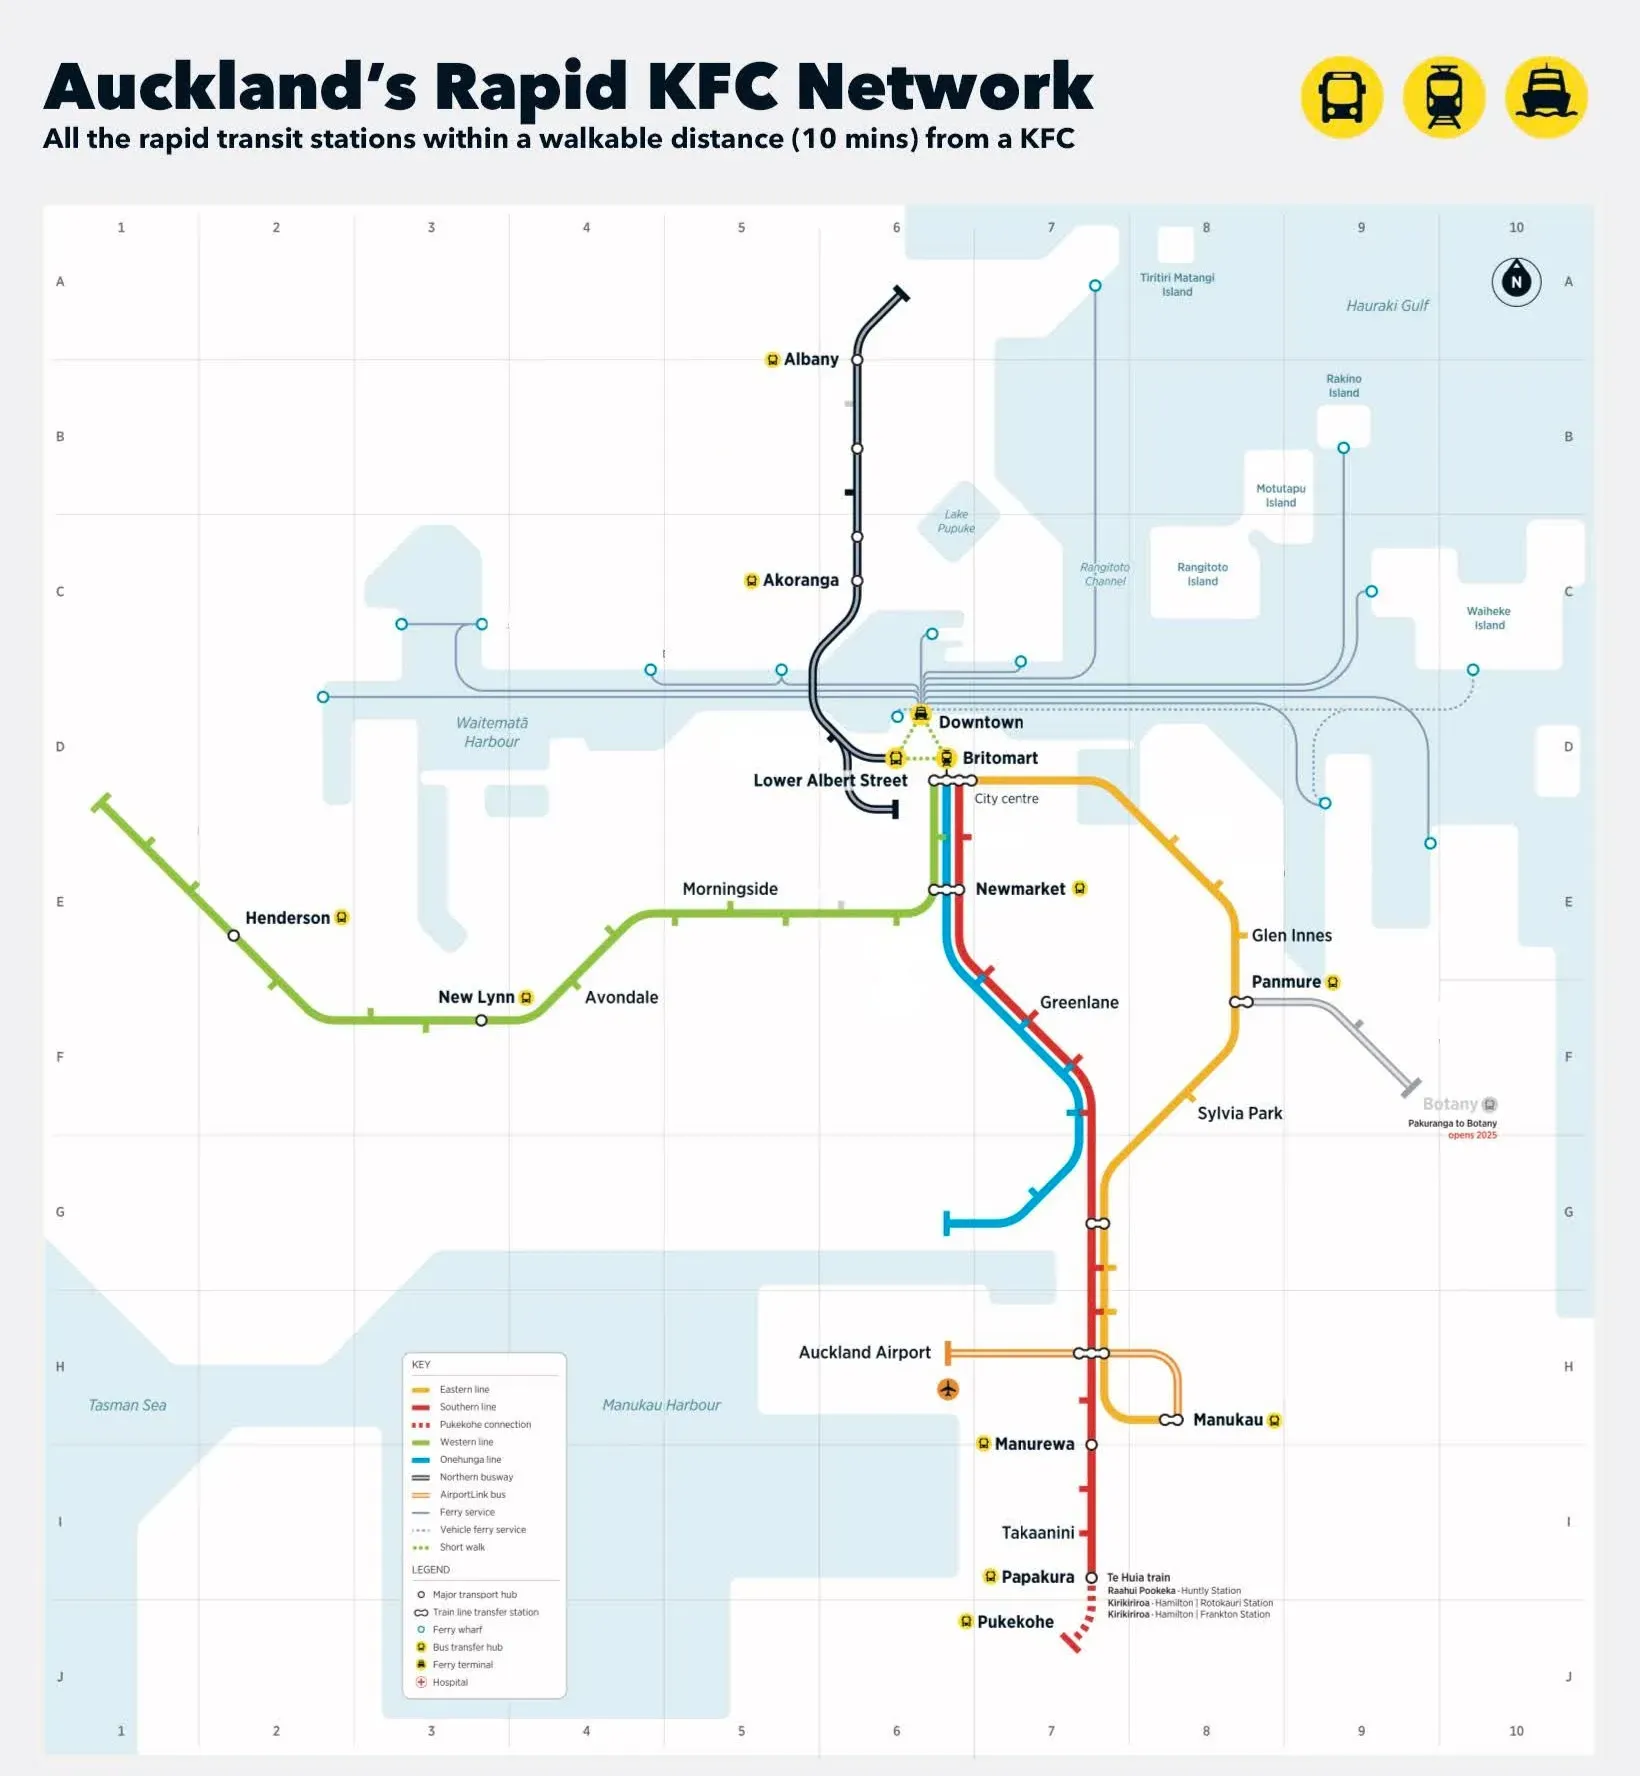 Auckland's Rapid KFC Network
All the rapid transit stations within a walkable distance (10 mins) from a KFC
1 2 3 4 5 6 7 8 9 10
A
A
B
B
C
C
D
D
E
E
F
F
G
G
H
H
I
I
J
J
N
Tiritiri Matangi
Island
Hauraki Gulf
Albany
Rakino
Island
Motutapu
Island
Lake
Pupuke
Akoranga
Rangitoto
Channel
Rangitoto
Island
Waiheke
Island
Waitematā
Harbour
Downtown
Britomart
Lower Albert Street
City centre
Morningside
Newmarket
Henderson
Glen Innes
New Lynn
Avondale
Greenlane
Panmure
Botany
Pakuranga to Botany
opens 2025
Sylvia Park
Auckland Airport
Tasman Sea
Manukau Harbour
Manukau
Manurewa
Takaanini
Papakura
Te Huia train
Raahui Pookeka - Huntly Station
Kirikiriroa - Hamilton | Rotokauri Station
Kirikiriroa - Hamilton | Frankton Station
Pukekohe
KEY
Eastern line
Southern line
Pukekohe connection
Western line
Onehunga line
Northern busway
AirportLink bus
Ferry service
Vehicle ferry service
Short walk
LEGEND
Major transport hub
Train line transfer station
Ferry wharf
Bus transfer hub
Ferry terminal
Hospital
1 2 3 4 5 6 7 8 9 10